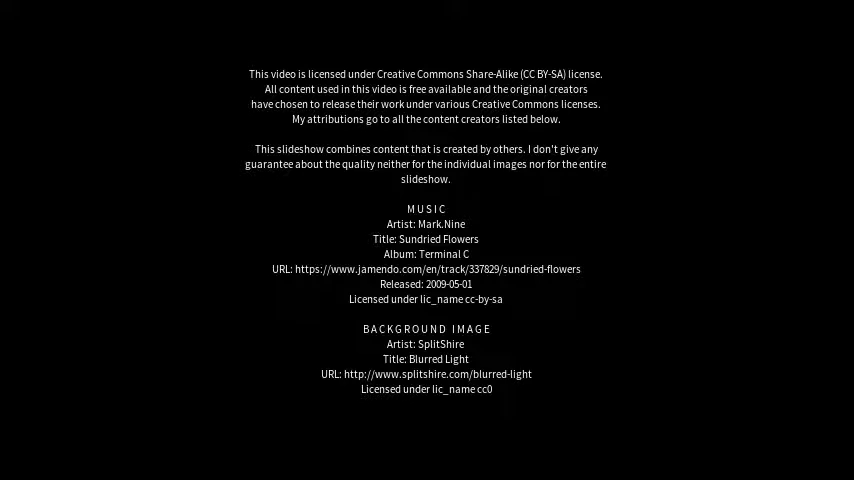 This video is licensed under Creative Commons Share-Alike (CC BY-SA) license.
All content used in this video is free available and the original creators
have chosen to release their work under various Creative Commons licenses.
My attributions go to all the content creators listed below.
This slideshow combines content that is created by others. I don't give any
guarantee about the quality neither for the individual images nor for the entire
slideshow.
MUSIC
Artist: Mark.Nine
Title: Sundried Flowers
Album: Terminal C
URL: https://www.jamendo.com/en/track/337829/sundried-flowers
Released: 2009-05-01
Licensed under lic_name cc-by-sa
BACKGROUND IMAGE
Artist: SplitShire
Title: Blurred Light
URL: http://www.splitshire.com/blurred-light
Licensed under lic_name cc0